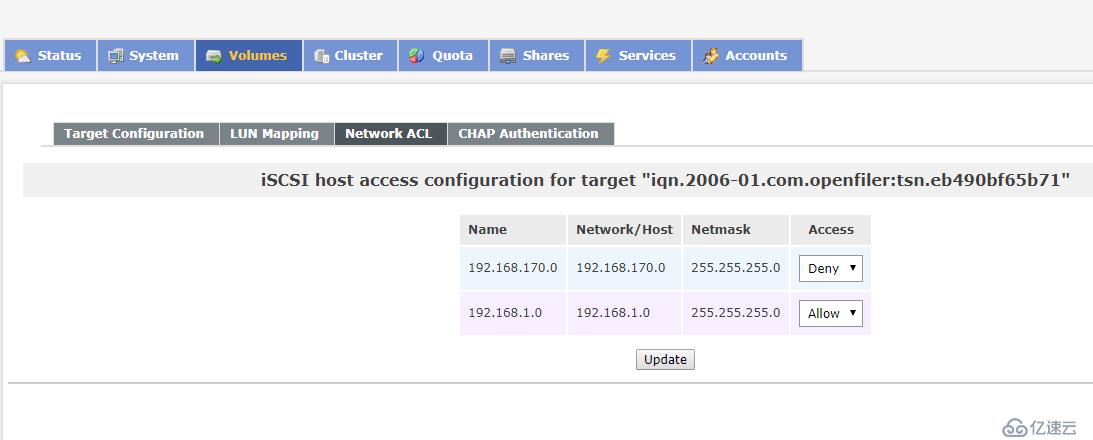 Status System Volumes Cluster Quota Shares Services Accounts
Target Configuration LUN Mapping Network ACL CHAP Authentication
iSCSI host access configuration for target "iqn.2006-01.com.openfiler:tsn.eb490bf65b71"
Name Network/Host Netmask Access
192.168.170.0 192.168.170.0 255.255.255.0 Deny
192.168.1.0 192.168.1.0 255.255.255.0 Allow
Update
亿速云